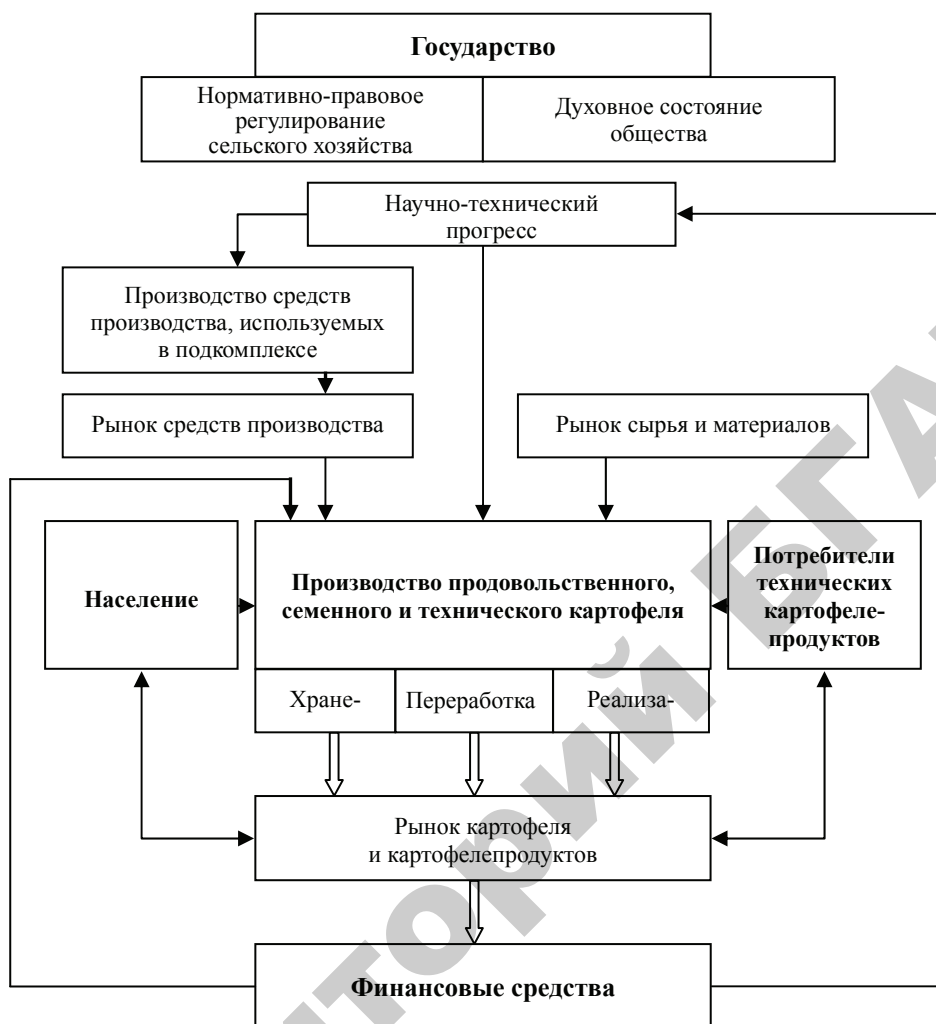 Государство
Нормативно-правовое
регулирование
сельского хозяйства
Духовное состояние
общества
Научно-технический
прогресс
Производство средств
производства, используемых
в подкомплексе
Рынок средств производства
Рынок сырья и материалов
Население
Производство продовольственного,
семенного и технического картофеля
Потребители
технических
картофеле-
продуктов
Хране-
Переработка
Реализа-
Рынок картофеля
и картофелепродуктов
Финансовые средства